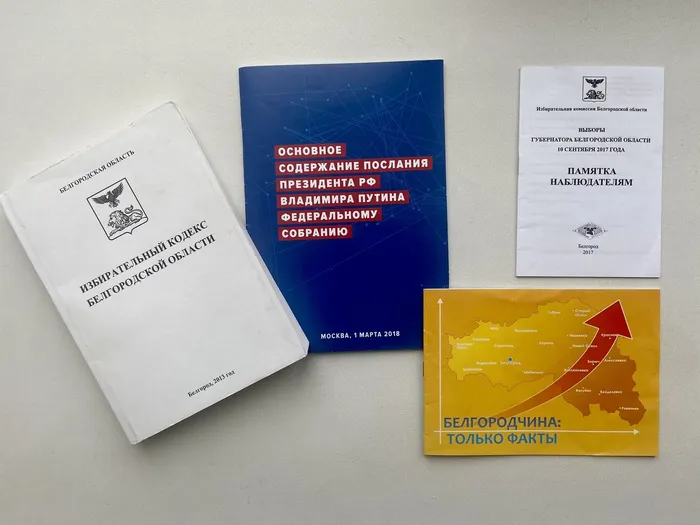 БЕЛГОРОДСКАЯ ОБЛАСТЬ
ИЗБИРАТЕЛЬНЫЙ КОДЕКС
БЕЛГОРОДСКОЙ ОБЛАСТИ
Белгород, 2013 год
ОСНОВНОЕ
СОДЕРЖАНИЕ ПОСЛАНИЯ
ПРЕЗИДЕНТА РФ
ВЛАДИМИРА ПУТИНА
ФЕДЕРАЛЬНОМУ
СОБРАНИЮ
МОСКВА, 1 МАРТА 2018
Избирательная комиссия Белгородской области
ВЫБОРЫ
ГУБЕРНАТОРА БЕЛГОРОДСКОЙ ОБЛАСТИ
10 СЕНТЯБРЯ 2017 ГОДА
ПАМЯТКА
НАБЛЮДАТЕЛЯМ
Белгород
2017
БЕЛГОРОДЧИНА:
ТОЛЬКО ФАКТЫ